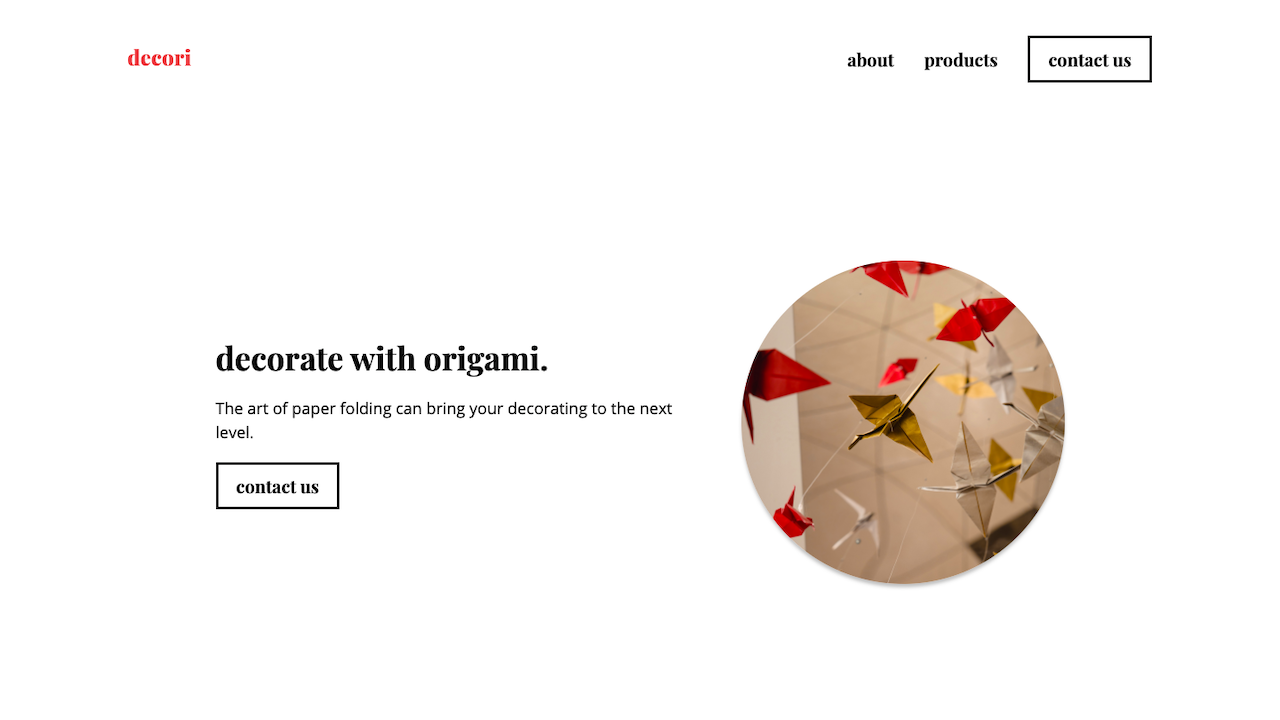 decori
about
products
contact us
decorate with origami.
The art of paper folding can bring your decorating to the next
level.
contact us